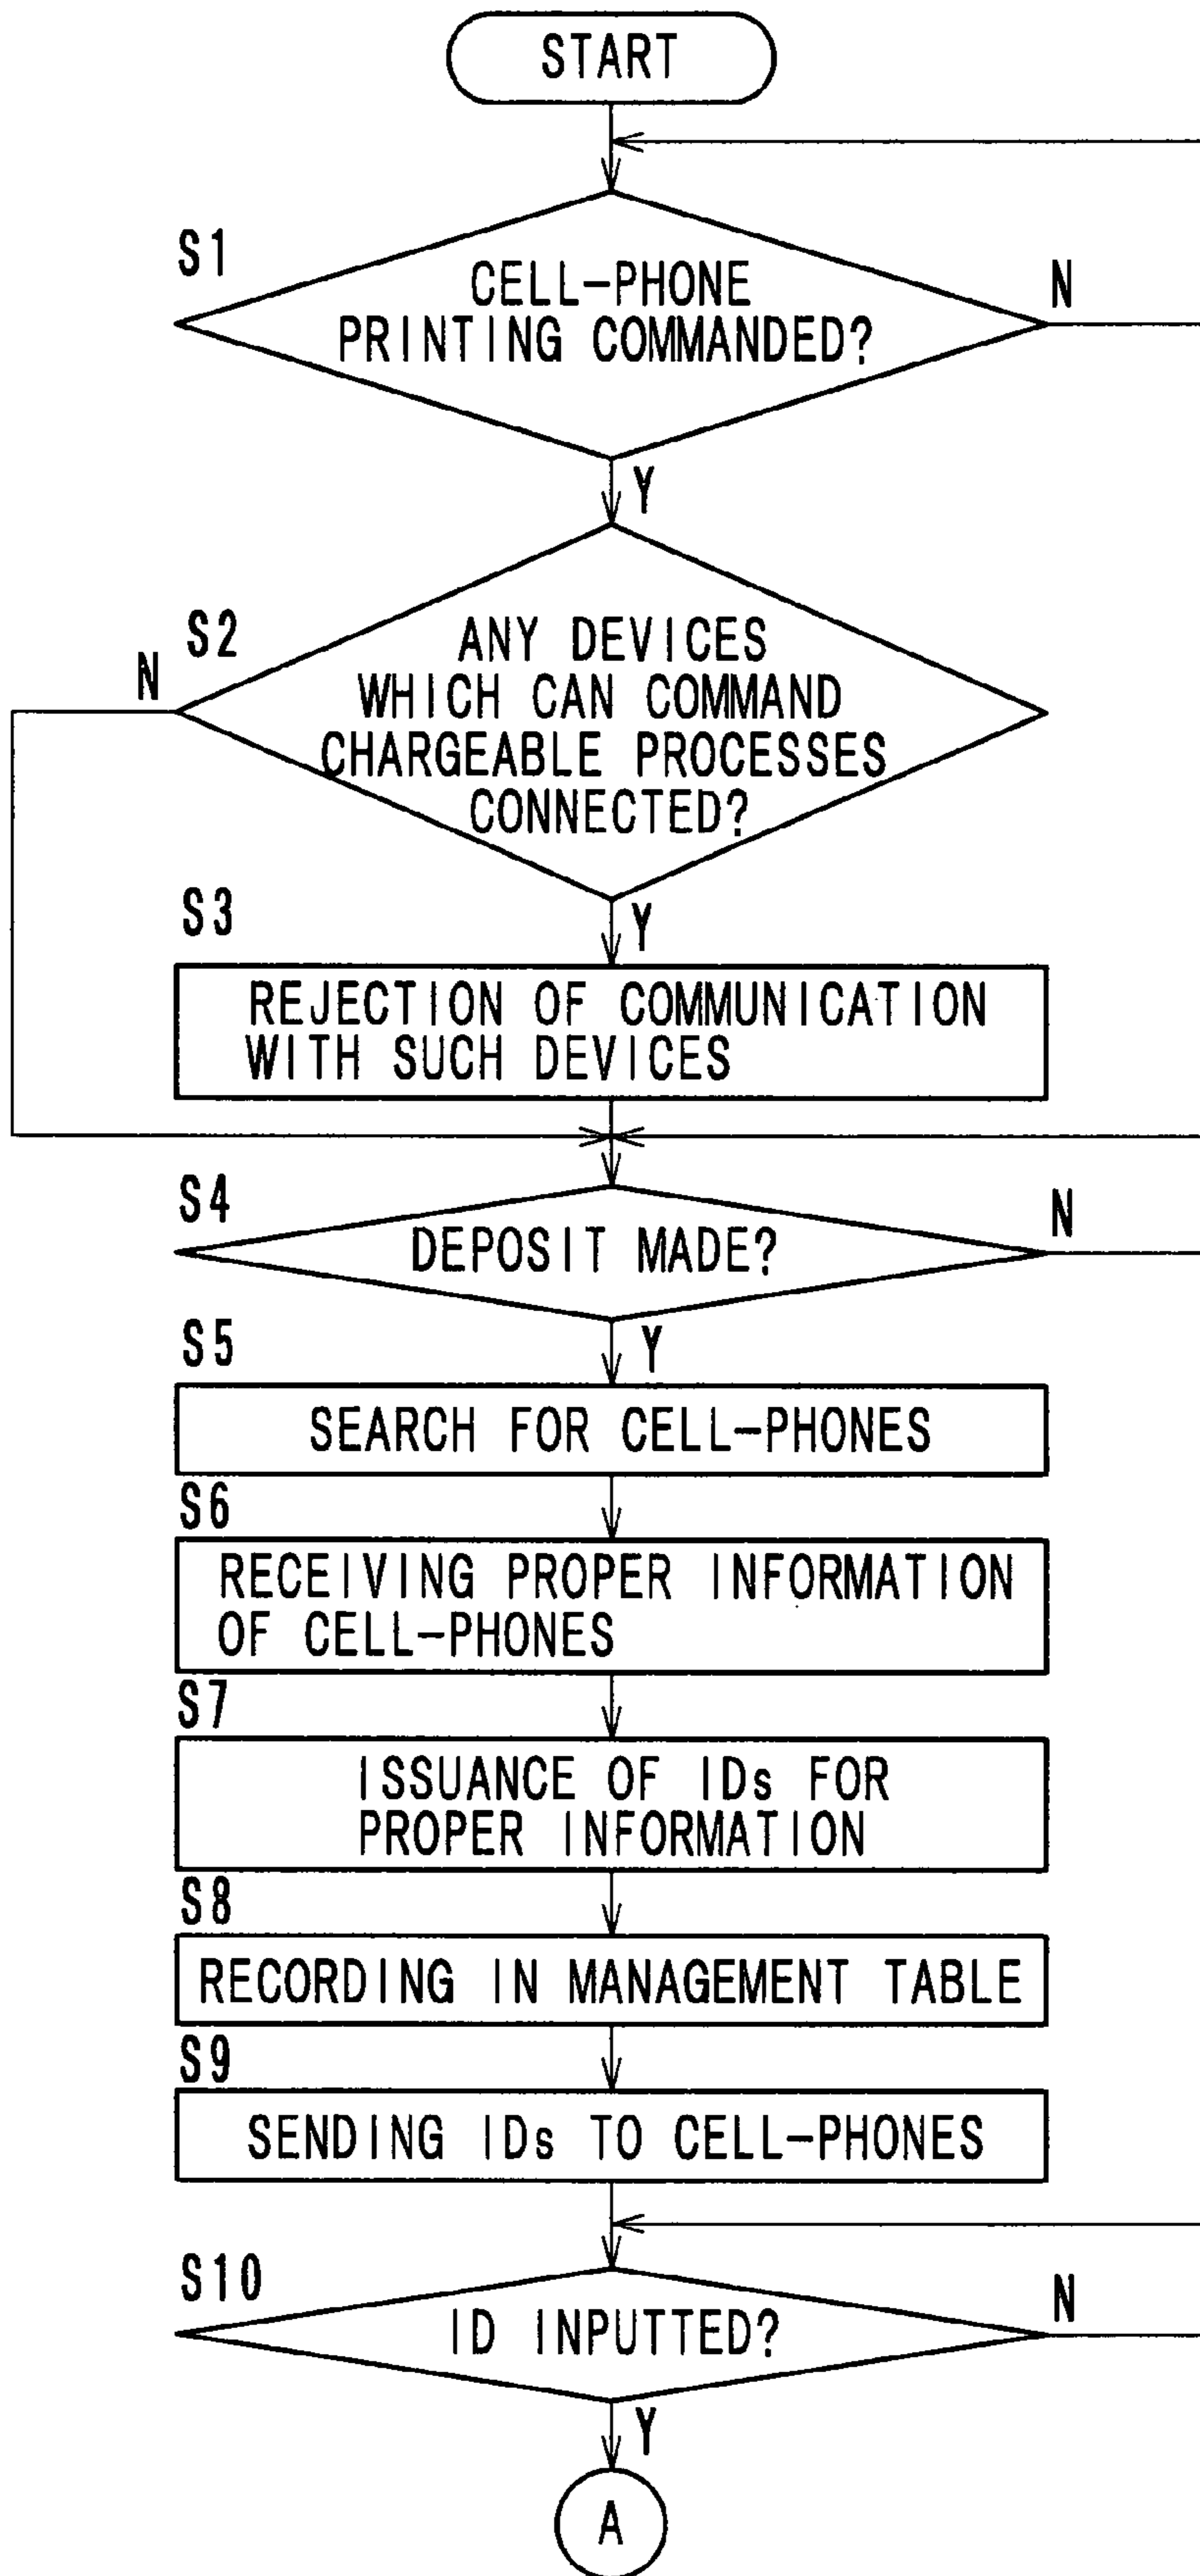 START
S1
CELL-PHONE
PRINTING COMMANDED?
N
Y
S2
N
ANY DEVICES
WHICH CAN COMMAND
CHARGEABLE PROCESSES
CONNECTED?
S3
Y
REJECTION OF COMMUNICATION
WITH SUCH DEVICES
S4
DEPOSIT MADE?
N
S5
Y
SEARCH FOR CELL-PHONES
S6
RECEIVING PROPER INFORMATION
OF CELL-PHONES
S7
ISSUANCE OF IDs FOR
PROPER INFORMATION
S8
RECORDING IN MANAGEMENT TABLE
S9
SENDING IDs TO CELL-PHONES
S10
ID INPUTTED?
N
Y
A